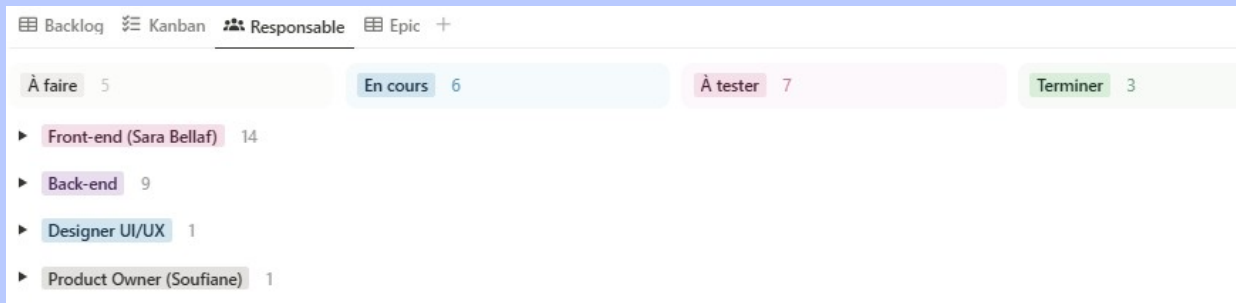 Backlog Kanban Responsable Epic +
À faire 5 En cours 6 À tester 7 Terminer 3
Front-end (Sara Bellaf) 14
Back-end 9
Designer UI/UX 1
Product Owner (Soufiane) 1